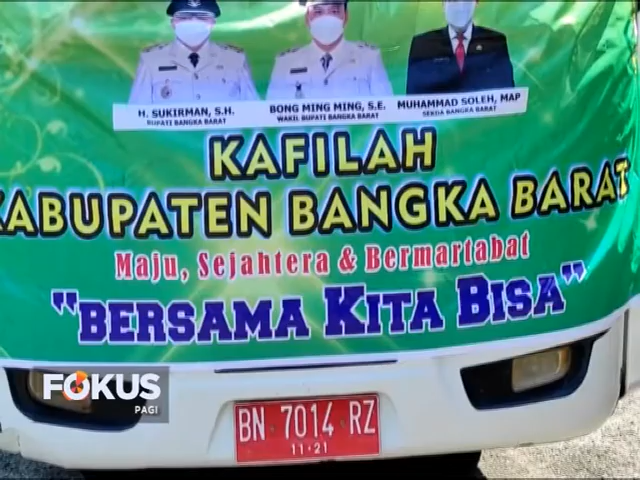 H. SUKIRMAN, S.H.
BUPATI BANGKA BARAT
BONG MING MING, S.E.
WAKIL BUPATI BANGKA BARAT
MUHAMMAD SOLEH, MAP
SEKDA BANGKA BARAT
KAFILAH
KABUPATEN BANGKA BARAT
Maju, Sejahtera & Bermartabat
"BERSAMA KITA BISA"
FOKUS
PAGI
BN 7014 RZ
11·21